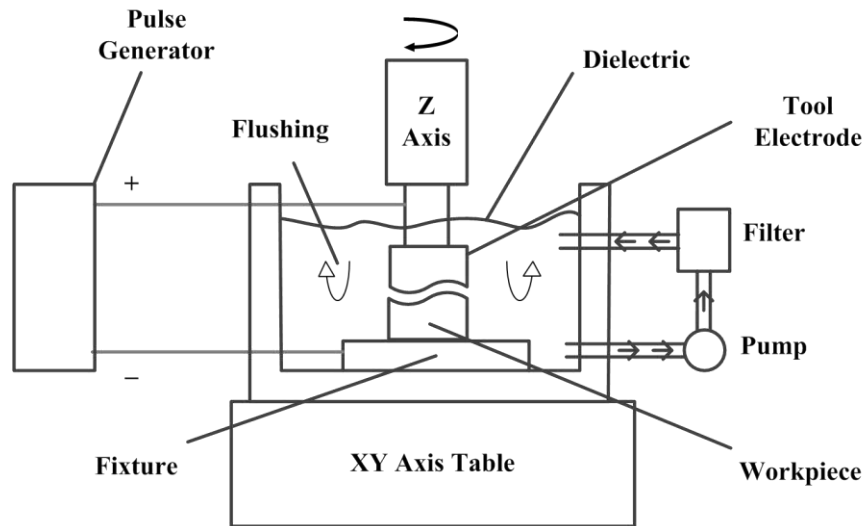 Pulse
Generator
Z
Axis
Dielectric
Tool
Electrode
Flushing
+
Filter
Pump
−
Fixture
XY Axis Table
Workpiece